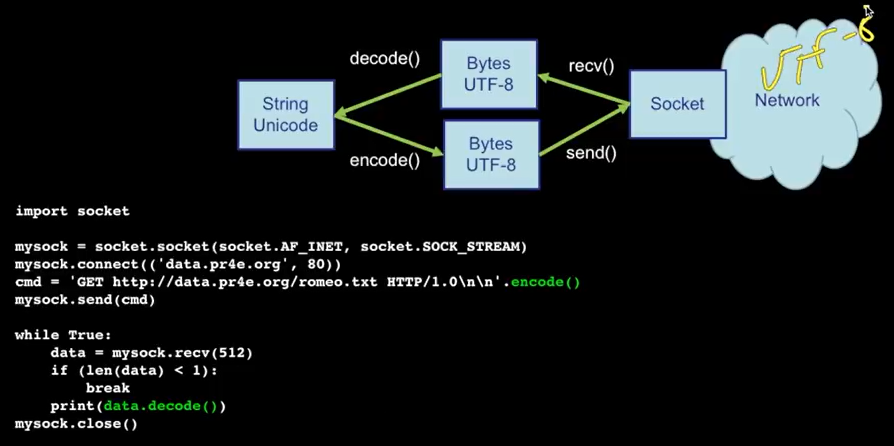 decode()
Bytes
UTF-8
recv()
UTF-8
String
Unicode
Socket
Network
encode()
Bytes
UTF-8
send()
import socket
mysock = socket.socket(socket.AF_INET, socket.SOCK_STREAM)
mysock.connect(('data.pr4e.org', 80))
cmd = 'GET http://data.pr4e.org/romeo.txt HTTP/1.0\n\n'.encode()
mysock.send(cmd)
while True:
    data = mysock.recv(512)
    if (len(data) < 1):
        break
    print(data.decode())
mysock.close()